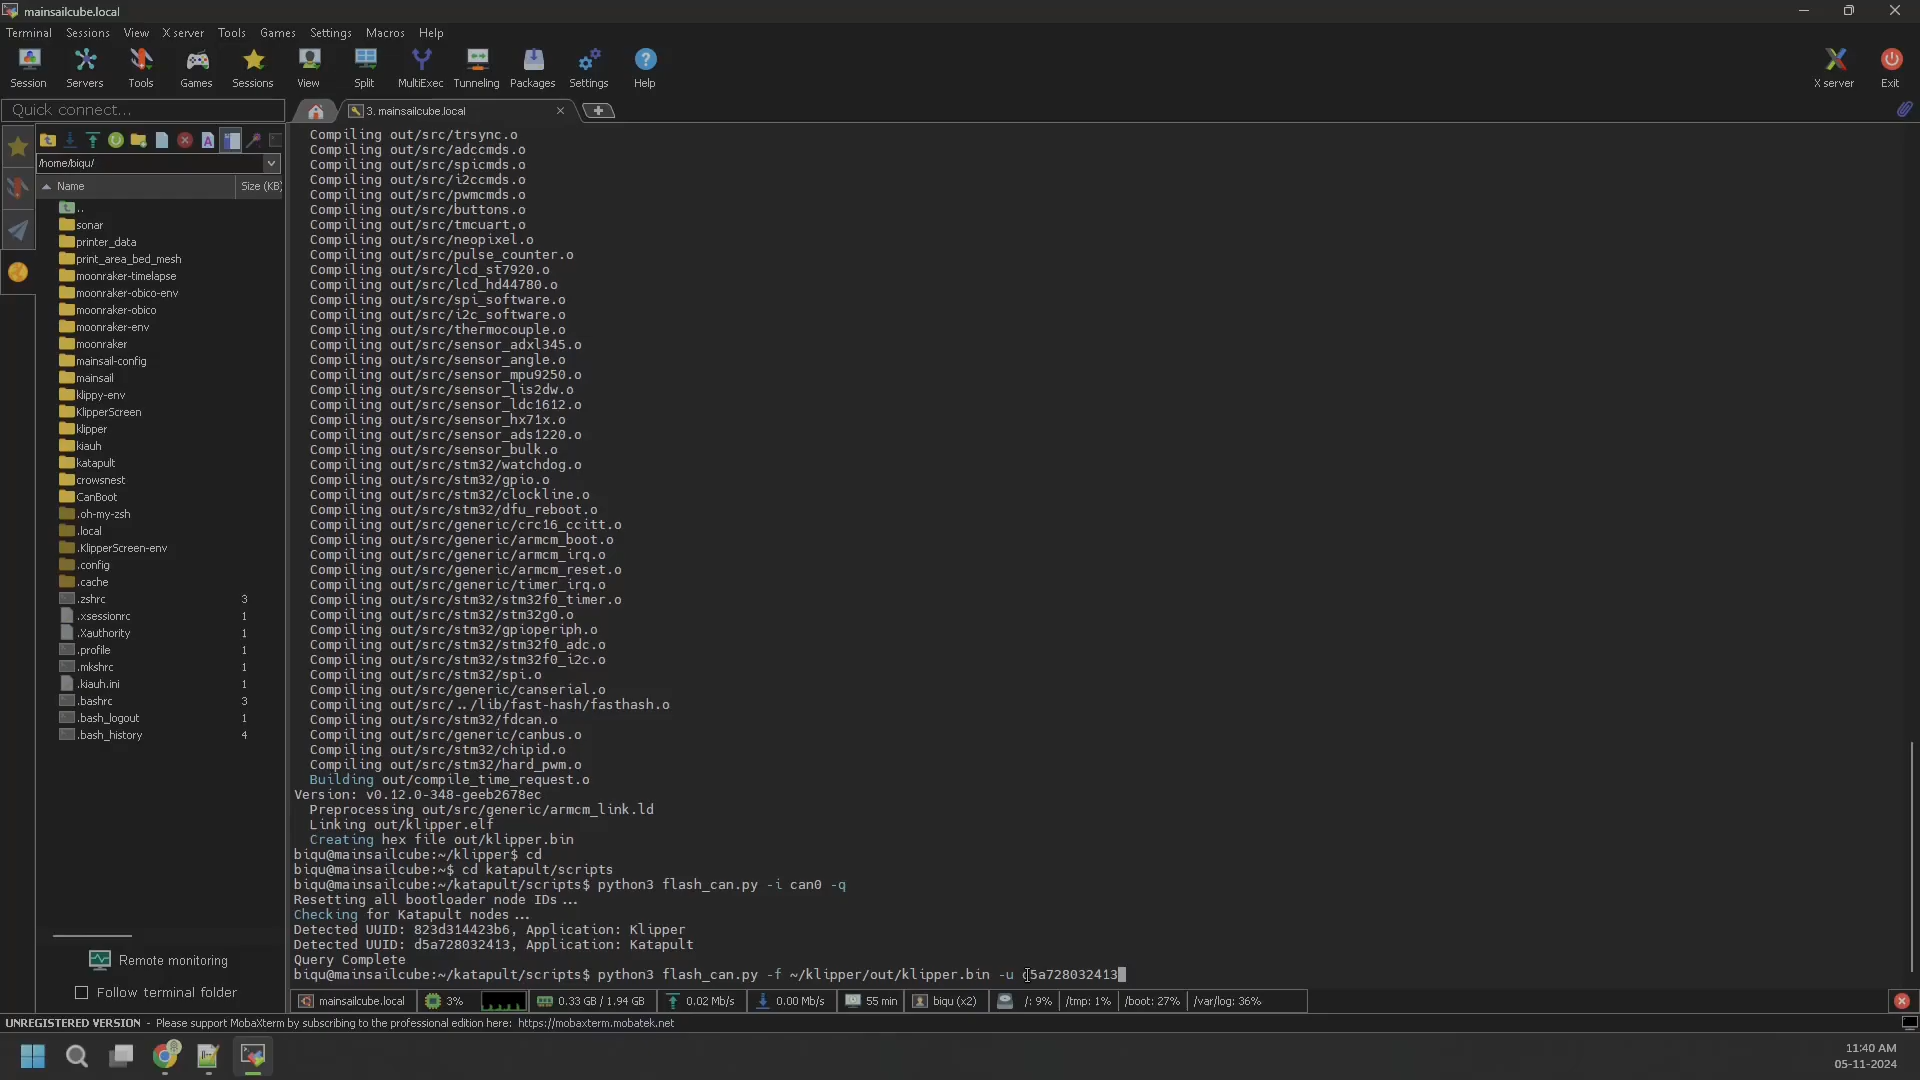 mainsailcube.local
Terminal Sessions View X server Tools Games Settings Macros Help
Session Servers Tools Games Sessions View Split MultiExec Tunneling Packages Settings Help X server Exit
Quick connect...
3. mainsailcube.local
/home/biqu/
Name Size (KB)
..
sonar
printer_data
print_area_bed_mesh
moonraker-timelapse
moonraker-obico-env
moonraker-obico
moonraker-env
moonraker
mainsail-config
mainsail
klippy-env
KlipperScreen
klipper
kiauh
katapult
crowsnest
CanBoot
.oh-my-zsh
.local
.KlipperScreen-env
.config
.cache
.zshrc 3
.xsessionrc 1
.Xauthority 1
.profile 1
.mkshrc 1
.kiauh.ini 1
.bashrc 3
.bash_logout 1
.bash_history 4
Remote monitoring
Follow terminal folder
Compiling out/src/trsync.o
Compiling out/src/adccmds.o
Compiling out/src/spicmds.o
Compiling out/src/i2ccmds.o
Compiling out/src/pwmcmds.o
Compiling out/src/buttons.o
Compiling out/src/tmcuart.o
Compiling out/src/neopixel.o
Compiling out/src/pulse_counter.o
Compiling out/src/lcd_st7920.o
Compiling out/src/lcd_hd44780.o
Compiling out/src/spi_software.o
Compiling out/src/i2c_software.o
Compiling out/src/thermocouple.o
Compiling out/src/sensor_adxl345.o
Compiling out/src/sensor_angle.o
Compiling out/src/sensor_mpu9250.o
Compiling out/src/sensor_lis2dw.o
Compiling out/src/sensor_ldc1612.o
Compiling out/src/sensor_hx71x.o
Compiling out/src/sensor_ads1220.o
Compiling out/src/sensor_bulk.o
Compiling out/src/stm32/watchdog.o
Compiling out/src/stm32/gpio.o
Compiling out/src/stm32/clockline.o
Compiling out/src/stm32/dfu_reboot.o
Compiling out/src/generic/crc16_ccitt.o
Compiling out/src/generic/armcm_boot.o
Compiling out/src/generic/armcm_irq.o
Compiling out/src/generic/armcm_reset.o
Compiling out/src/generic/timer_irq.o
Compiling out/src/stm32/stm32f0_timer.o
Compiling out/src/stm32/stm32g0.o
Compiling out/src/stm32/gpioperiph.o
Compiling out/src/stm32/stm32f0_adc.o
Compiling out/src/stm32/stm32f0_i2c.o
Compiling out/src/stm32/spi.o
Compiling out/src/generic/canserial.o
Compiling out/src/../lib/fast-hash/fasthash.o
Compiling out/src/stm32/fdcan.o
Compiling out/src/generic/canbus.o
Compiling out/src/stm32/chipid.o
Compiling out/src/stm32/hard_pwm.o
Building out/compile_time_request.o
Version: v0.12.0-348-geeb2678ec
Preprocessing out/src/generic/armcm_link.ld
Linking out/klipper.elf
Creating hex file out/klipper.bin
biqu@mainsailcube:~/klipper$ cd
biqu@mainsailcube:~$ cd katapult/scripts
biqu@mainsailcube:~/katapult/scripts$ python3 flash_can.py -i can0 -q
Resetting all bootloader node IDs...
Checking for Katapult nodes...
Detected UUID: 823d314423b6, Application: Klipper
Detected UUID: d5a728032413, Application: Katapult
Query Complete
biqu@mainsailcube:~/katapult/scripts$ python3 flash_can.py -f ~/klipper/out/klipper.bin -u d5a728032413
mainsailcube.local 3% 0.33 GB / 1.94 GB 0.02 Mb/s 0.00 Mb/s 55 min biqu (x2) /: 9% /tmp: 1% /boot: 27% /var/log: 36%
UNREGISTERED VERSION - Please support MobaXterm by subscribing to the professional edition here: https://mobaxterm.mobatek.net
11:40 AM
05-11-2024